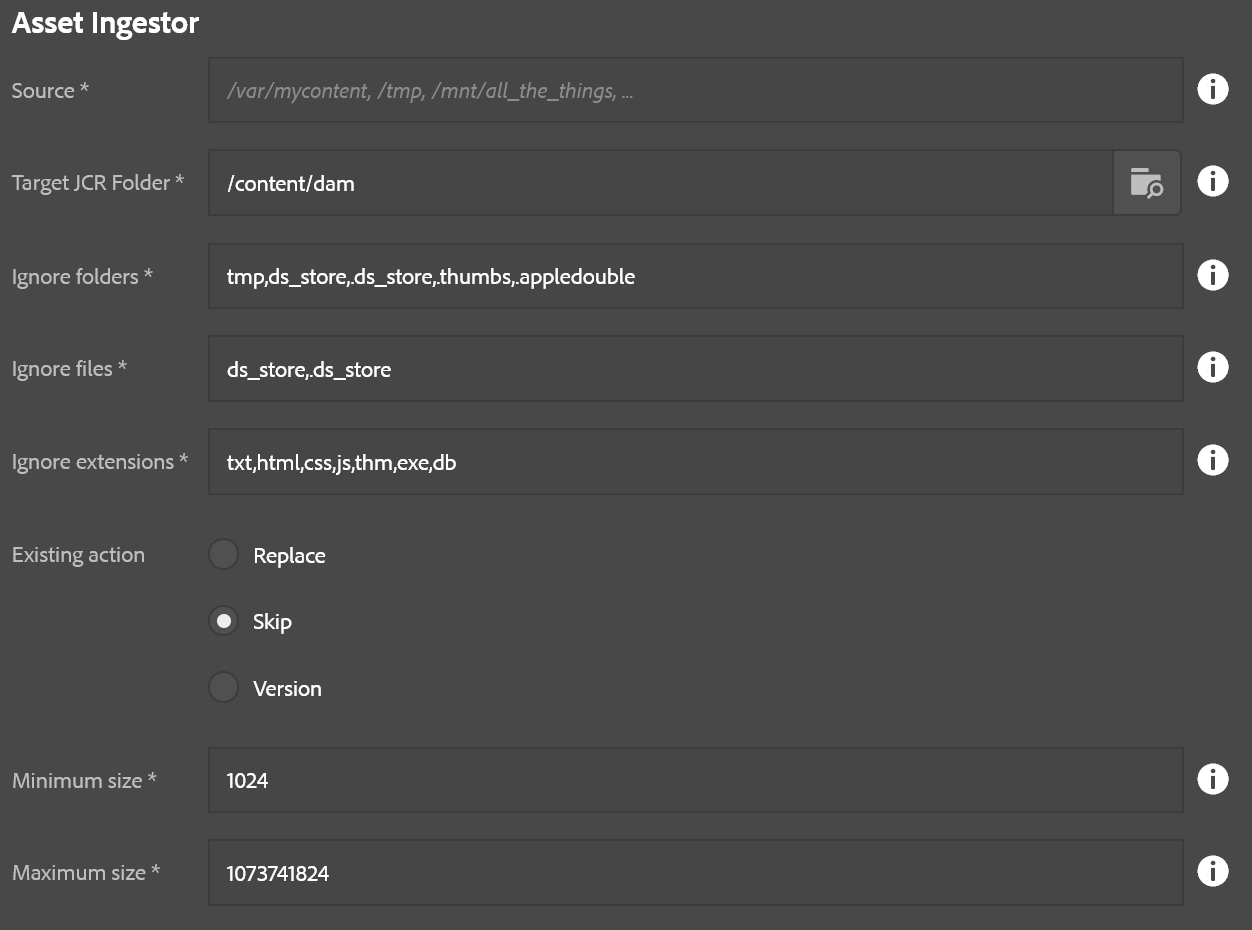 Asset Ingestor
Source *
/var/mycontent, /tmp, /mnt/all_the_things, ...
Target JCR Folder *
/content/dam
Ignore folders *
tmp,ds_store,.ds_store,.thumbs,.appledouble
Ignore files *
ds_store,.ds_store
Ignore extensions *
txt,html,css,js,thm,exe,db
Existing action
Replace
Skip
Version
Minimum size *
1024
Maximum size *
1073741824